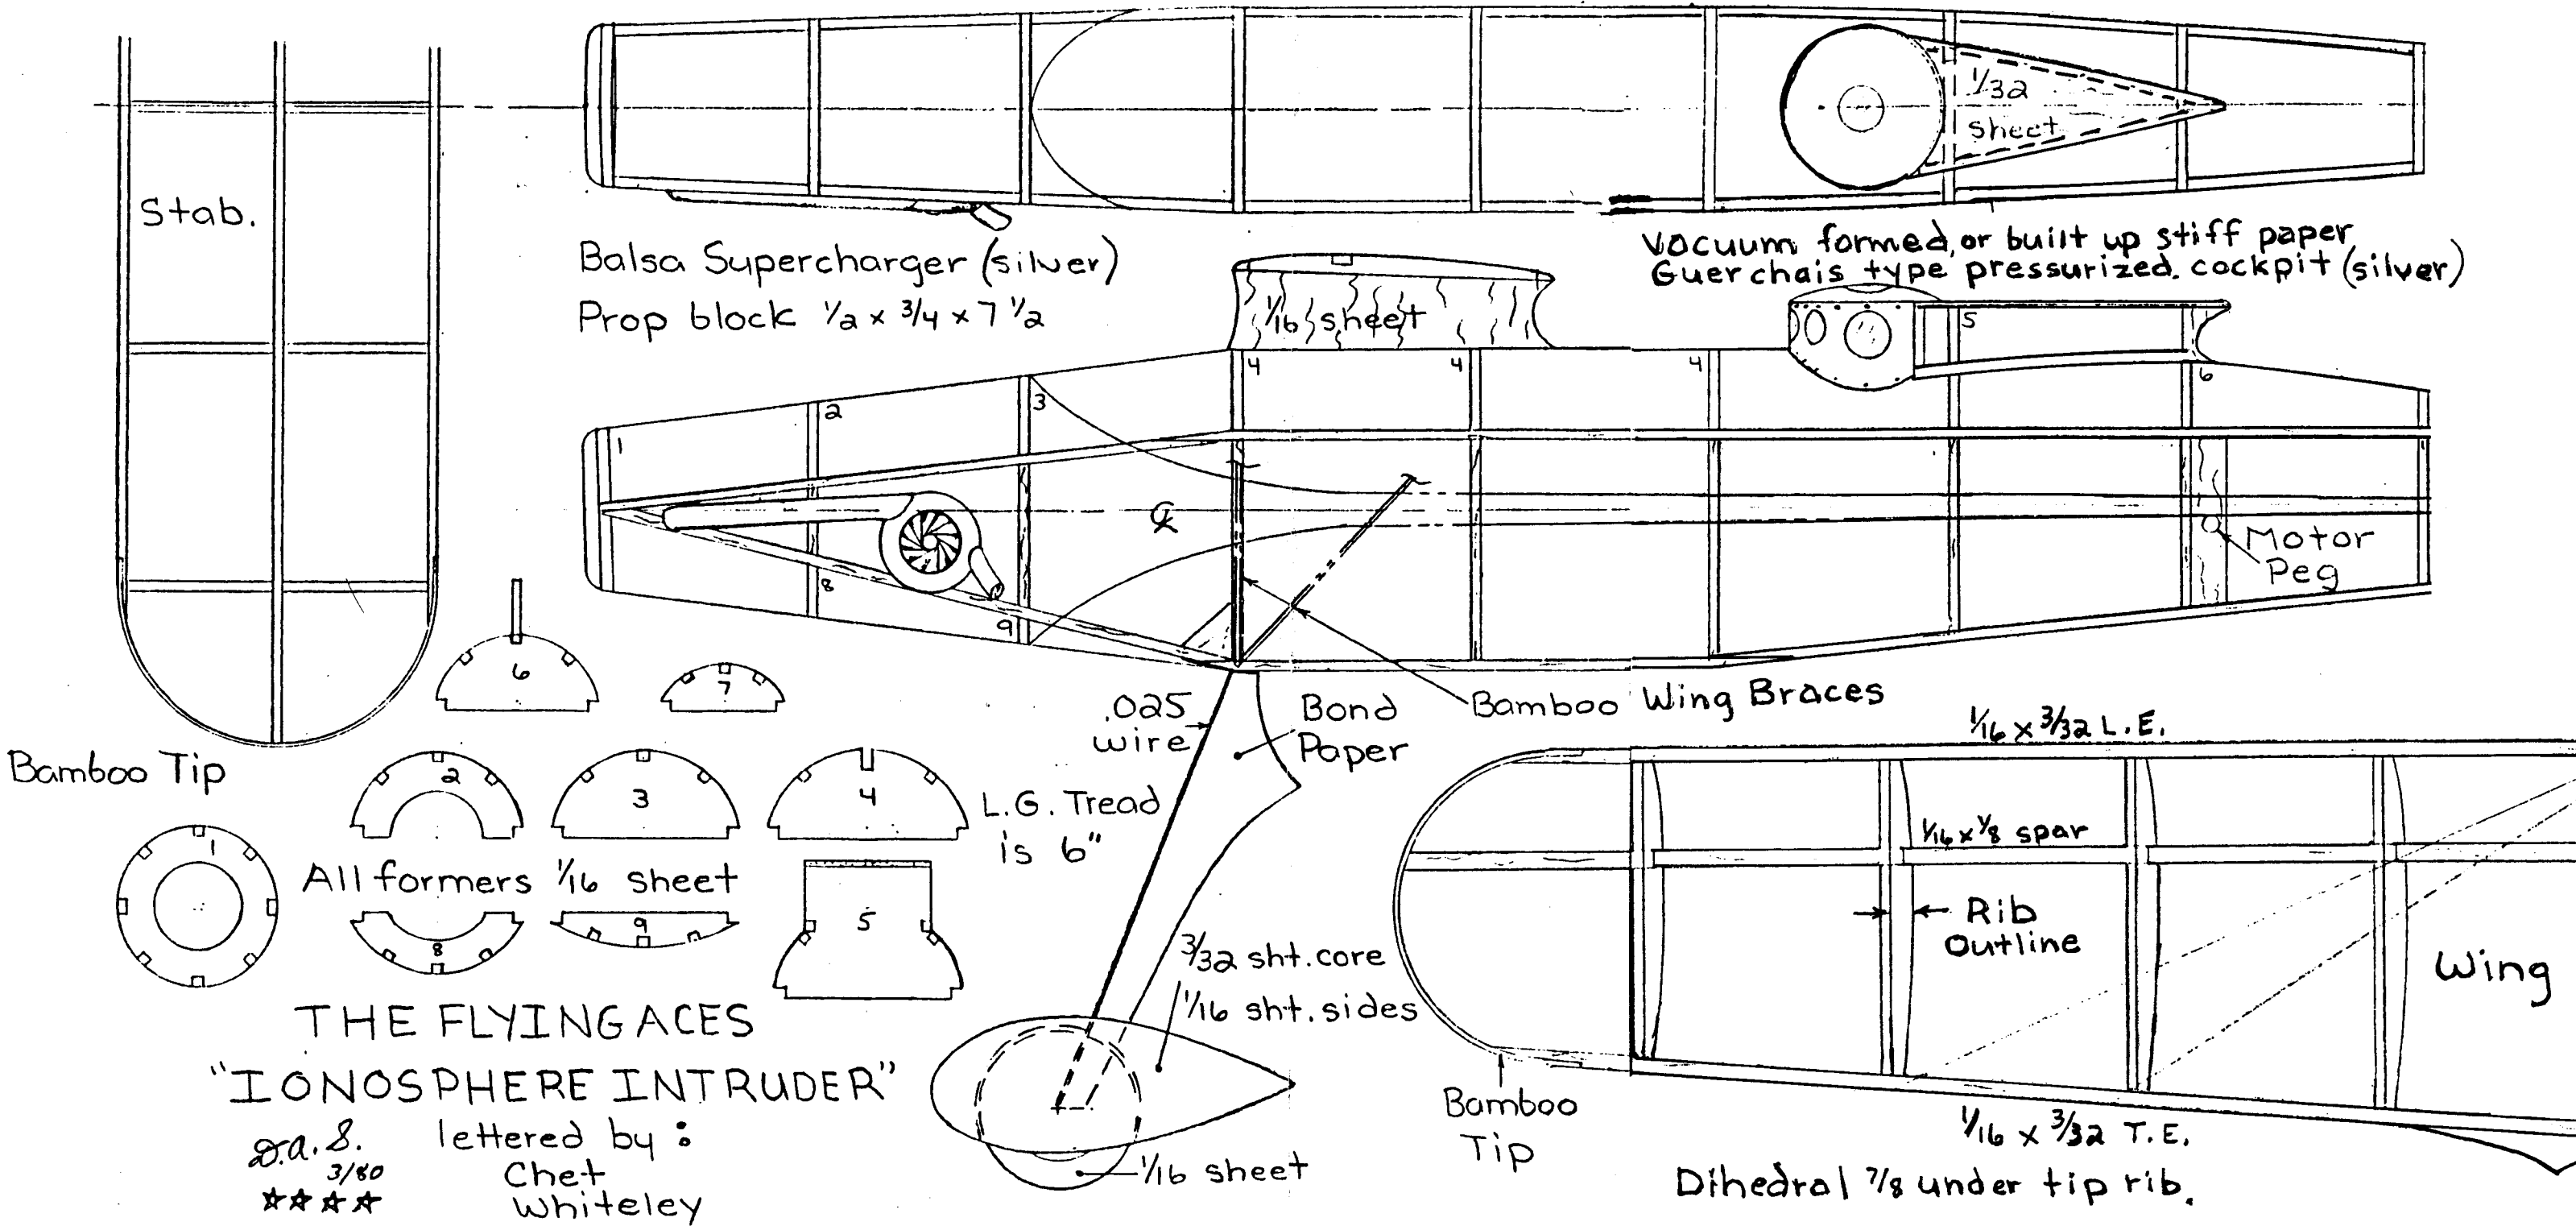 Stab.
1/32
sheet
Balsa Supercharger (silver)
Prop block 1/2 x 3/4 x 7 1/2
Vacuum formed, or built up stiff paper
Guerchais type pressurized. cockpit (silver)
1/16 sheet
1
2
3
4
4
4
5
6
8
9
℄
Motor
Peg
6
7
.025
wire
Bond
Paper
Bamboo Wing Braces
Bamboo Tip
2
3
4
L.G. Tread
is 6"
1
All formers 1/16 sheet
8
9
5
3/32 sht. core
1/16 sht. sides
1/16 sheet
1/16 x 3/32 L.E.
1/16 x 1/8 spar
Rib
Outline
Wing
Bamboo
Tip
1/16 x 3/32 T.E.
Dihedral 7/8 under tip rib.
THE FLYING ACES
"IONOSPHERE INTRUDER"
D.A.S.
3/80
lettered by:
Chet
Whiteley